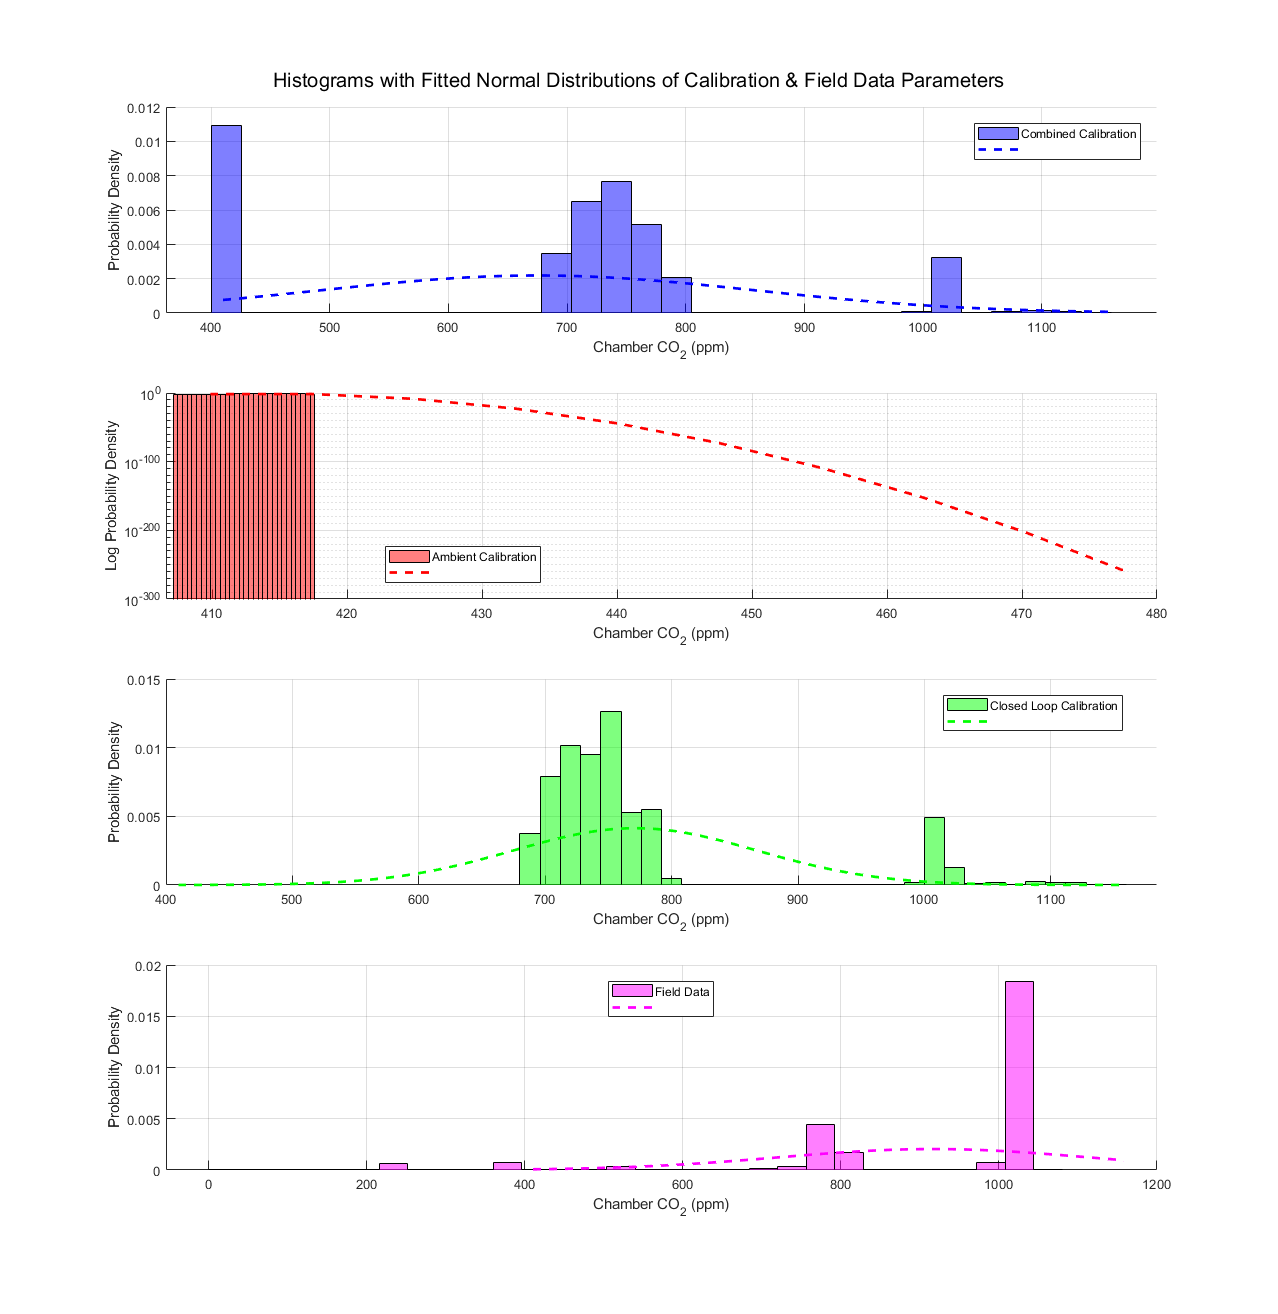 Histograms with Fitted Normal Distributions of Calibration & Field Data Parameters
0.012
0.01
0.008
0.006
0.004
0.002
0
Probability Density
Combined Calibration
400 500 600 700 800 900 1000 1100
Chamber CO2 (ppm)
10^0
10^-100
10^-200
10^-300
Log Probability Density
Ambient Calibration
410 420 430 440 450 460 470 480
Chamber CO2 (ppm)
0.015
0.01
0.005
0
Probability Density
Closed Loop Calibration
400 500 600 700 800 900 1000 1100
Chamber CO2 (ppm)
0.02
0.015
0.01
0.005
0
Probability Density
Field Data
0 200 400 600 800 1000 1200
Chamber CO2 (ppm)